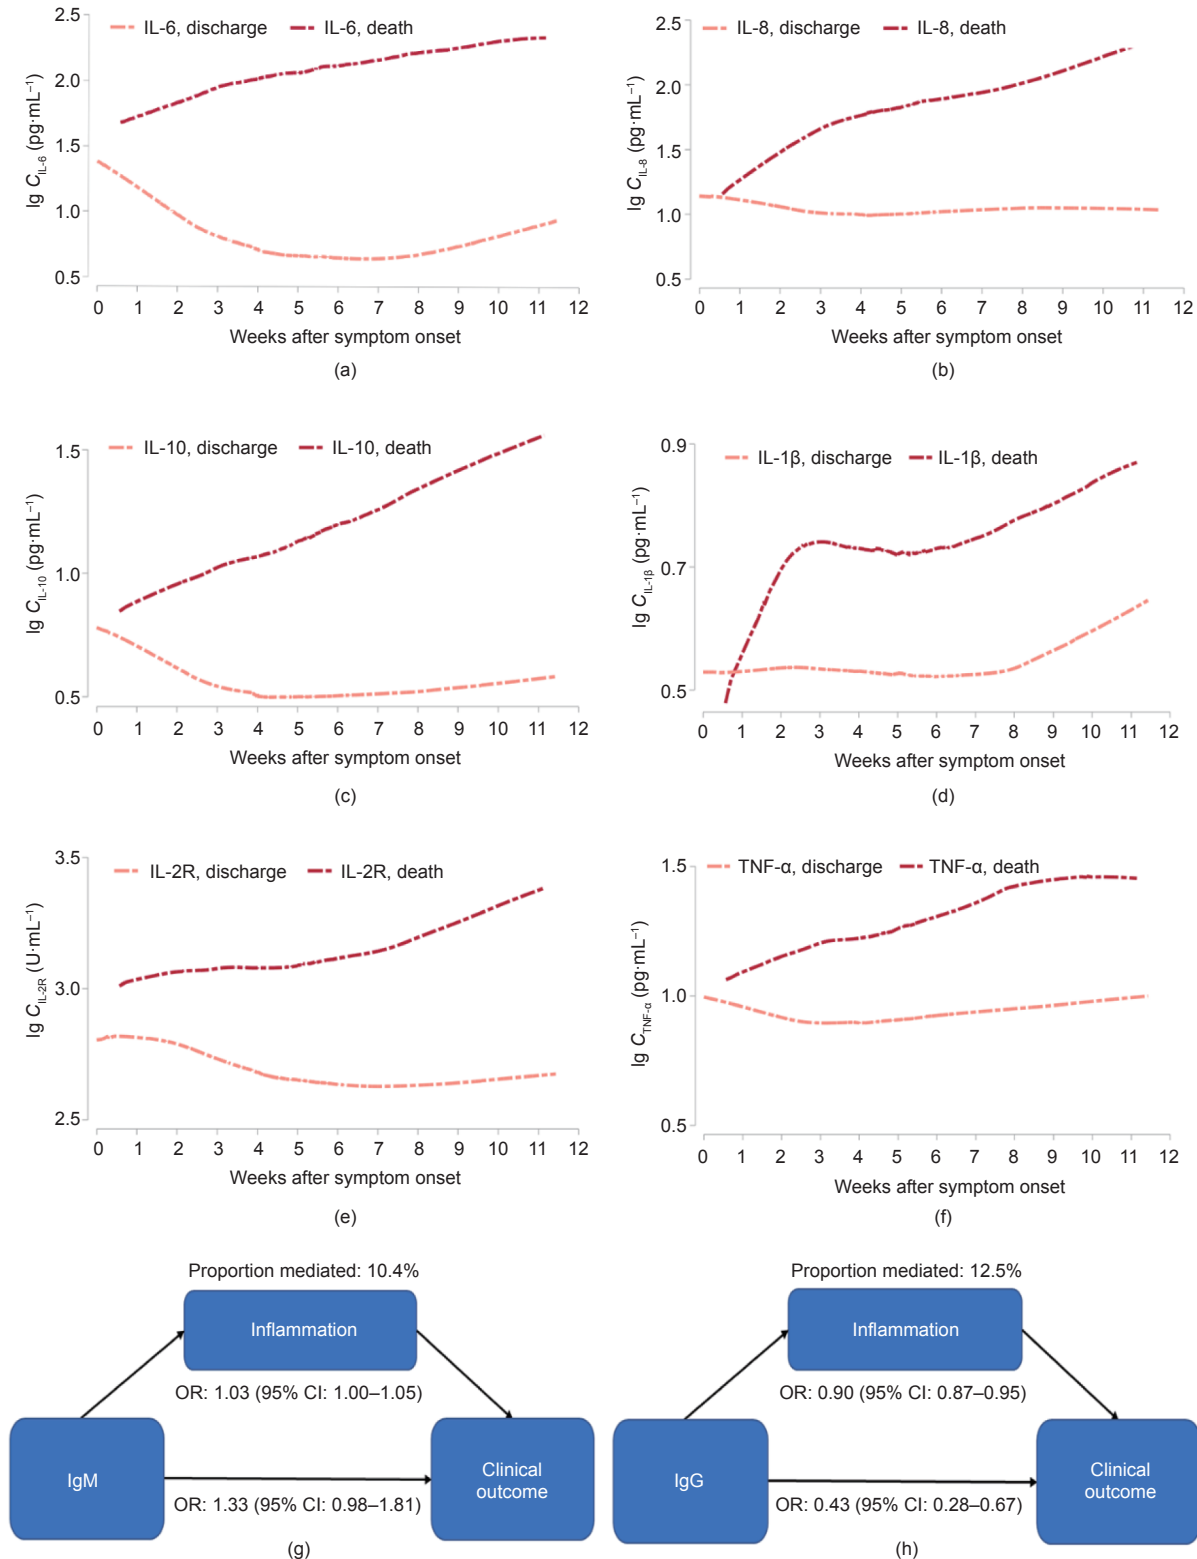 IL-6, discharge IL-6, death
lg C_IL-6 (pg·mL⁻¹)
2.5
2.0
1.5
1.0
0.5
0 1 2 3 4 5 6 7 8 9 10 11 12
Weeks after symptom onset
(a)
IL-8, discharge IL-8, death
lg C_IL-8 (pg·mL⁻¹)
2.5
2.0
1.5
1.0
0.5
0 1 2 3 4 5 6 7 8 9 10 11 12
Weeks after symptom onset
(b)
IL-10, discharge IL-10, death
lg C_IL-10 (pg·mL⁻¹)
1.5
1.0
0.5
0 1 2 3 4 5 6 7 8 9 10 11 12
Weeks after symptom onset
(c)
IL-1β, discharge IL-1β, death
lg C_IL-1β (pg·mL⁻¹)
0.9
0.7
0.5
0 1 2 3 4 5 6 7 8 9 10 11 12
Weeks after symptom onset
(d)
IL-2R, discharge IL-2R, death
lg C_IL-2R (U·mL⁻¹)
3.5
3.0
2.5
0 1 2 3 4 5 6 7 8 9 10 11 12
Weeks after symptom onset
(e)
TNF-α, discharge TNF-α, death
lg C_TNF-α (pg·mL⁻¹)
1.5
1.0
0.5
0 1 2 3 4 5 6 7 8 9 10 11 12
Weeks after symptom onset
(f)
Proportion mediated: 10.4%
Inflammation
OR: 1.03 (95% CI: 1.00–1.05)
IgM
Clinical
outcome
OR: 1.33 (95% CI: 0.98–1.81)
(g)
Proportion mediated: 12.5%
Inflammation
OR: 0.90 (95% CI: 0.87–0.95)
IgG
Clinical
outcome
OR: 0.43 (95% CI: 0.28–0.67)
(h)